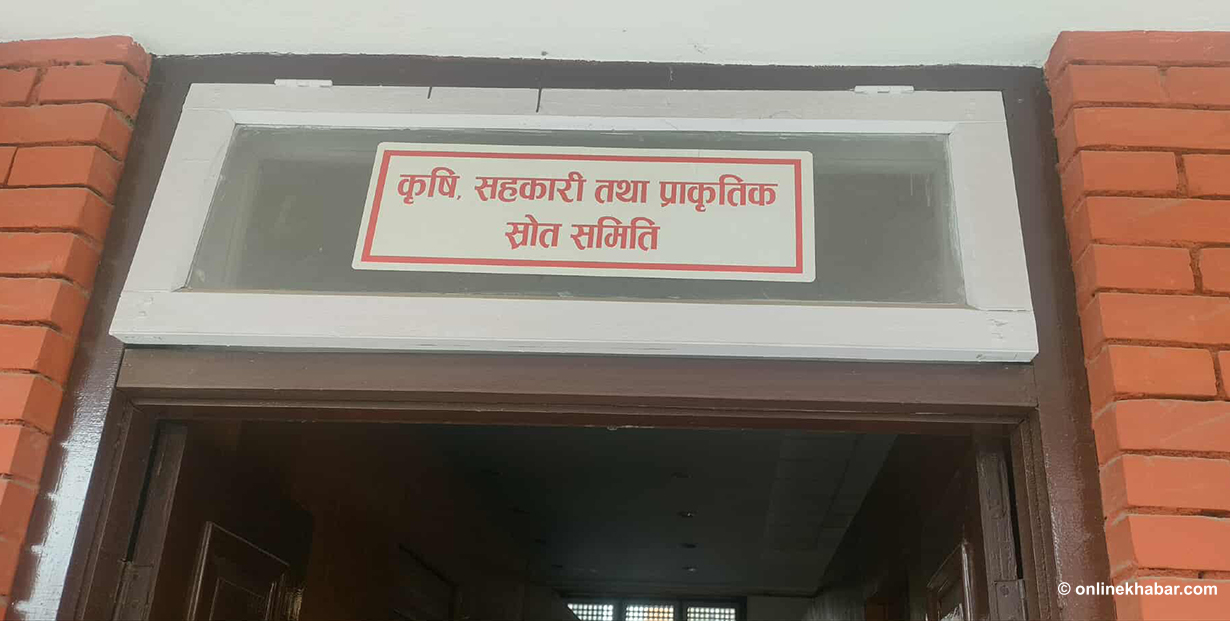 कृषि, सहकारी तथा प्राकृतिक
स्रोत समिति
© onlinekhabar.com